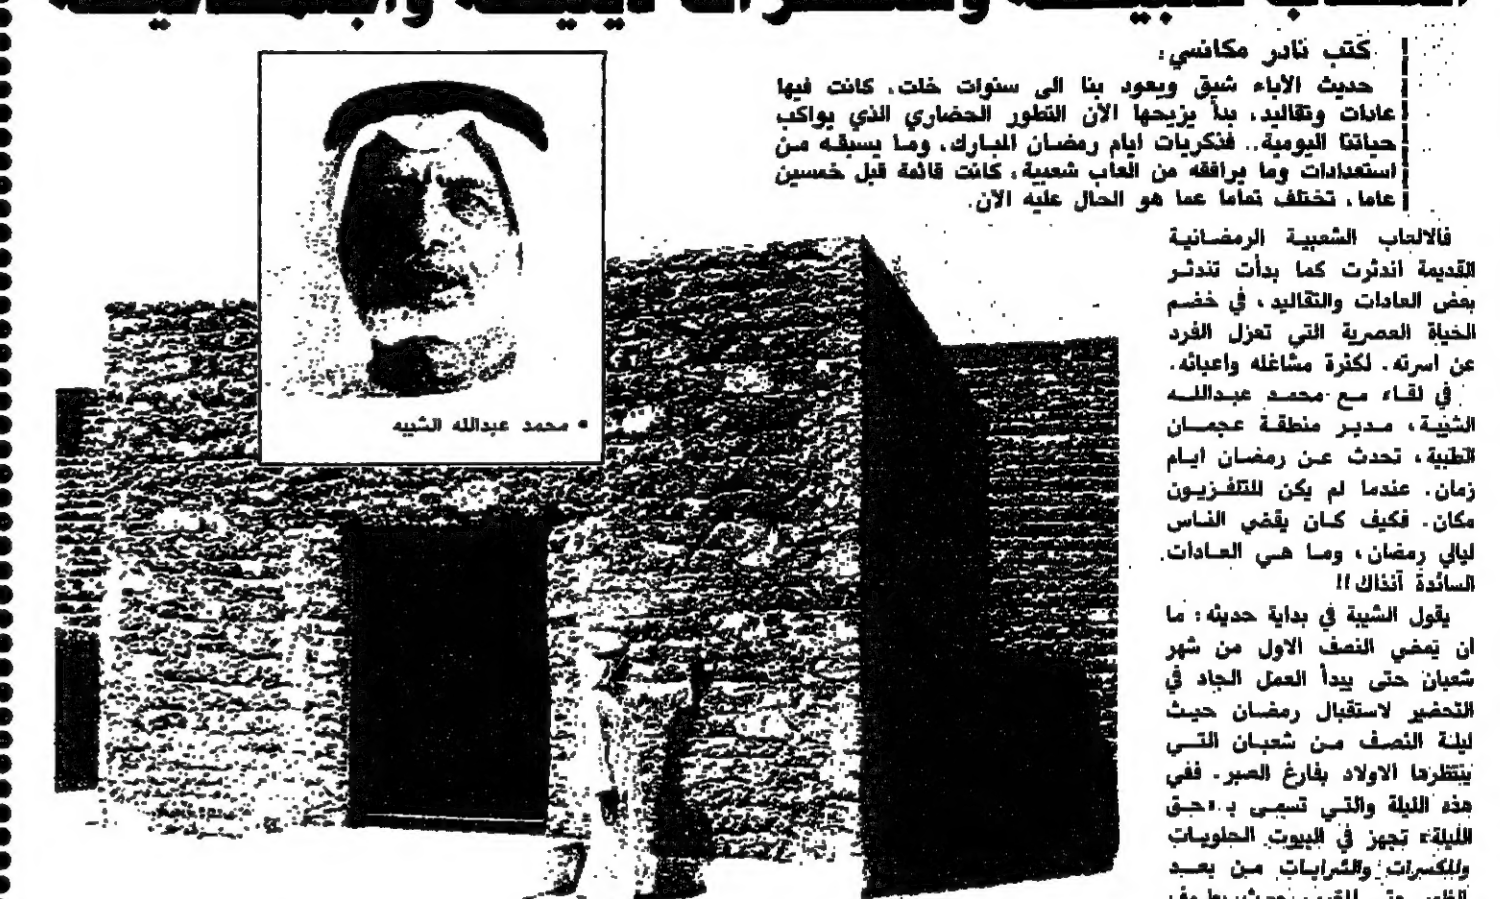 كتب نادر مكانسي:
حديث الآباء شيق ويعود بنا الى سنوات خلت، كانت فيها
عادات وتقاليد، بدأ يزيحها الآن التطور الحضاري الذي يواكب
حياتنا اليومية.. فذكريات ايام رمضان المبارك، وما يسبقه من
استعدادات وما يرافقه من العاب شعبية، كانت قائمة قبل خمسين
عاما، تختلف تماما عما هو الحال عليه الآن.
فالالعاب الشعبية الرمضانية
القديمة اندثرت كما بدأت تندثر
بعض العادات والتقاليد، في خضم
الحياة العصرية التي تعزل الفرد
عن اسرته، لكثرة مشاغله واعبائه.
في لقاء مع محمد عبدالله
الشيبة، مدير منطقة عجمان
الطبية، تحدث عن رمضان ايام
زمان، عندما لم يكن للتلفزيون
مكان، فكيف كان يقضي الناس
ليالي رمضان، وما هي العادات
السائدة آنذاك!!
يقول الشيبة في بداية حديثه: ما
ان يمضي النصف الاول من شهر
شعبان حتى يبدأ العمل الجاد في
التحضير لاستقبال رمضان حيث
ليلة النصف من شعبان التي
ينتظرها الاولاد بفارغ الصبر. ففي
هذه الليلة والتي تسمى بـ «حق
الليلة» تجهز في البيوت الحلويات
والمكسرات والشرابات من بعد
• محمد عبدالله الشيبه